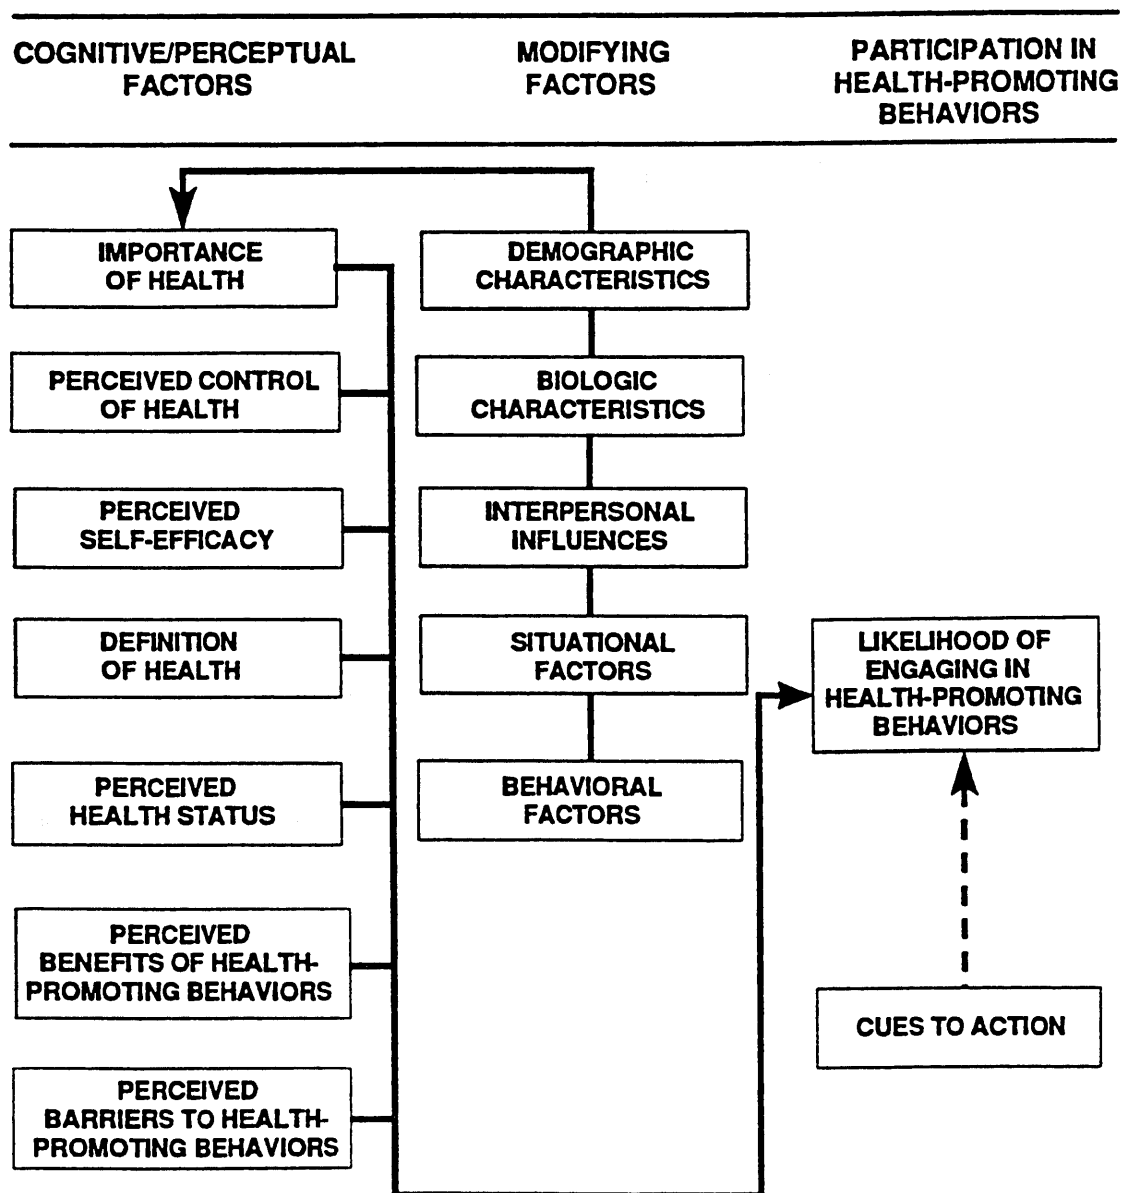 COGNITIVE/PERCEPTUAL
FACTORS
MODIFYING
FACTORS
PARTICIPATION IN
HEALTH-PROMOTING
BEHAVIORS
IMPORTANCE
OF HEALTH
PERCEIVED CONTROL
OF HEALTH
PERCEIVED
SELF-EFFICACY
DEFINITION
OF HEALTH
PERCEIVED
HEALTH STATUS
PERCEIVED
BENEFITS OF HEALTH-
PROMOTING BEHAVIORS
PERCEIVED
BARRIERS TO HEALTH-
PROMOTING BEHAVIORS
DEMOGRAPHIC
CHARACTERISTICS
BIOLOGIC
CHARACTERISTICS
INTERPERSONAL
INFLUENCES
SITUATIONAL
FACTORS
BEHAVIORAL
FACTORS
LIKELIHOOD OF
ENGAGING IN
HEALTH-PROMOTING
BEHAVIORS
CUES TO ACTION